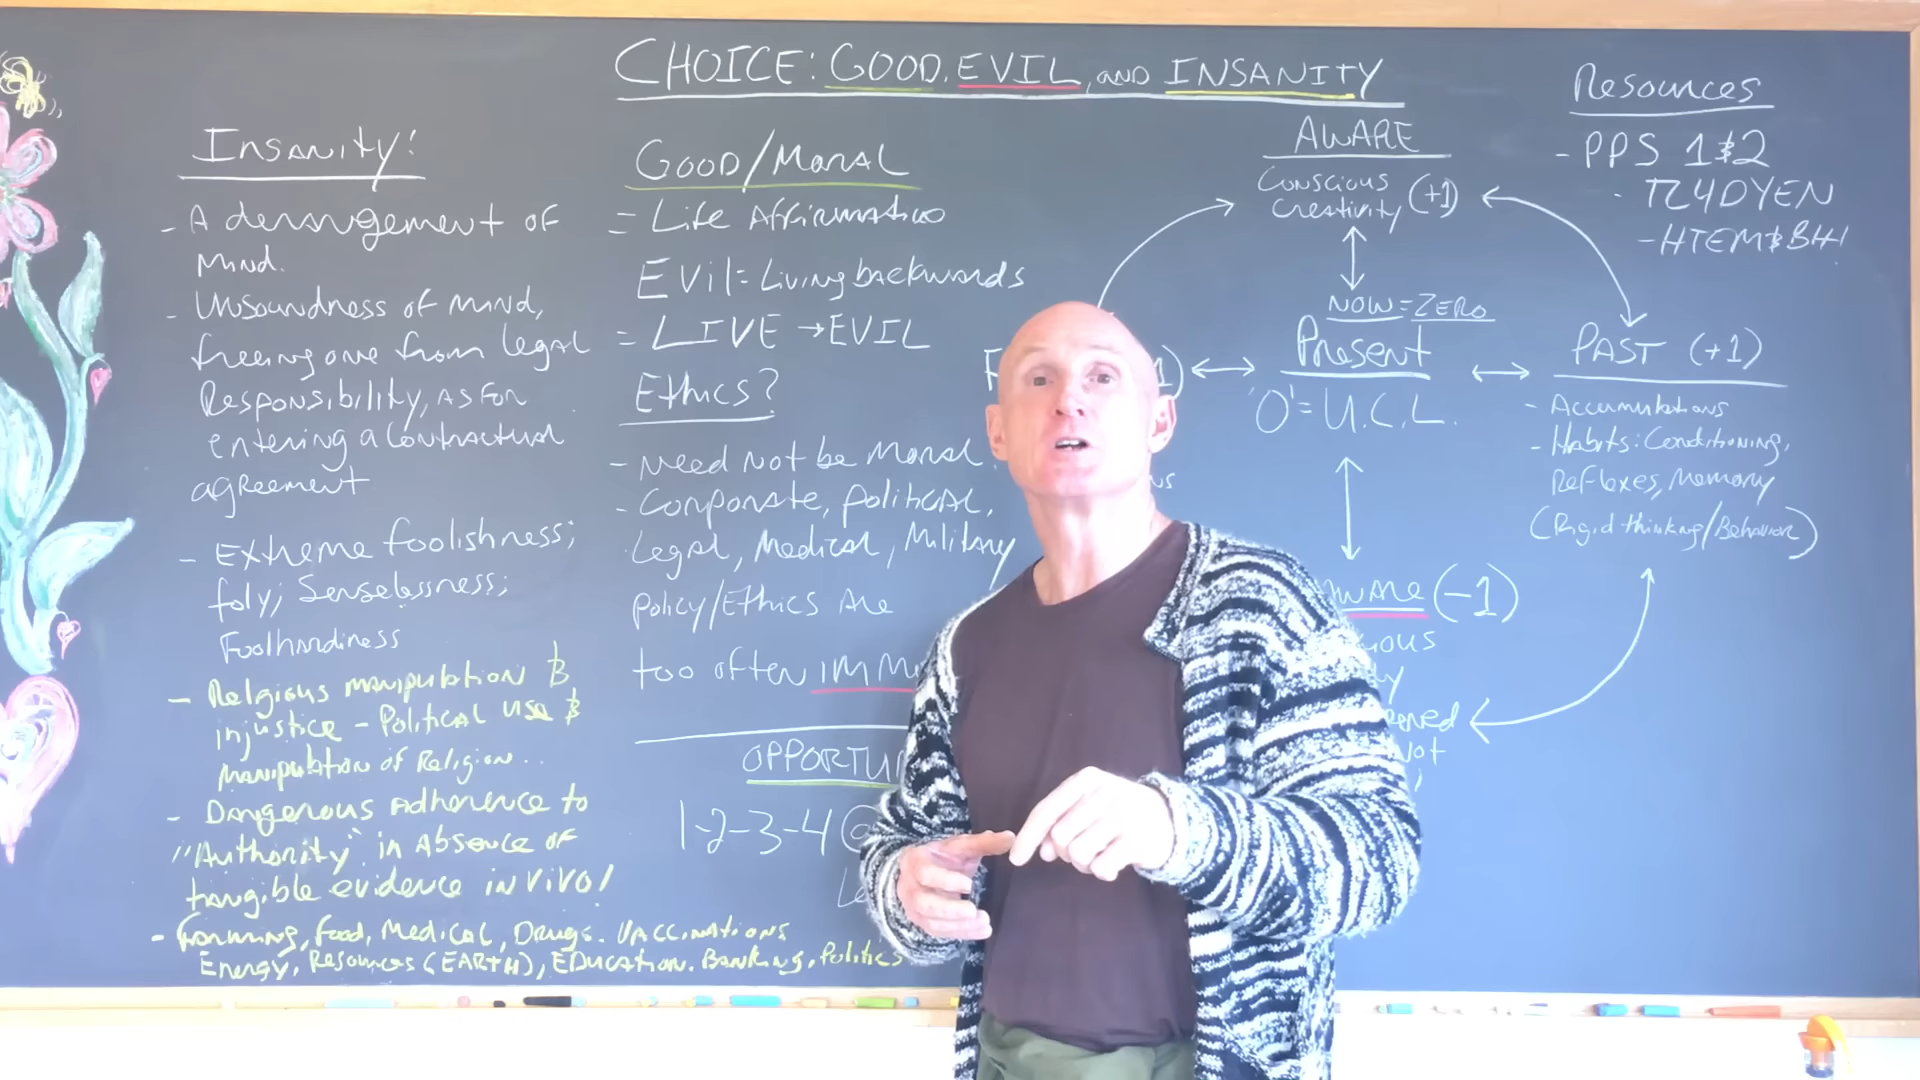 CHOICE: GOOD, EVIL, AND INSANITY
Insanity!
- A derangement of
Mind.
- Unsoundness of mind,
freeing one from legal
Responsibility, as for
entering a contractual
agreement
- Extreme foolishness;
foly; Senselessness;
Foolhardiness
- Religious manipulation &
injustice - Political use &
Manipulation of Religion..
- Dangerous Adherence to
"Authority" in Absence of
tangible evidence in vivo!
- Farming, food, Medical, Drugs. Vaccinations
Energy, Resources (EARTH), Education. Banking, Politics
Good/Moral
= Life Affirmative
Evil = Living backwards
= LIVE → EVIL
Ethics?
- Need Not be Moral.
- Corporate, political,
Legal, Medical, Military
policy/Ethics Are
too often
1-2-3-4 @
AWARE
Conscious
Creativity (+1)
NOW = ZERO
Present
'0' = U.C.L.
(-1)
PAST (+1)
- Accumulations
- Habits: Conditioning,
Reflexes, Memory
(Rigid thinking/Behavior)
Resources
- PPS 1&2
- TL4DYEN
- HTEM&BH!